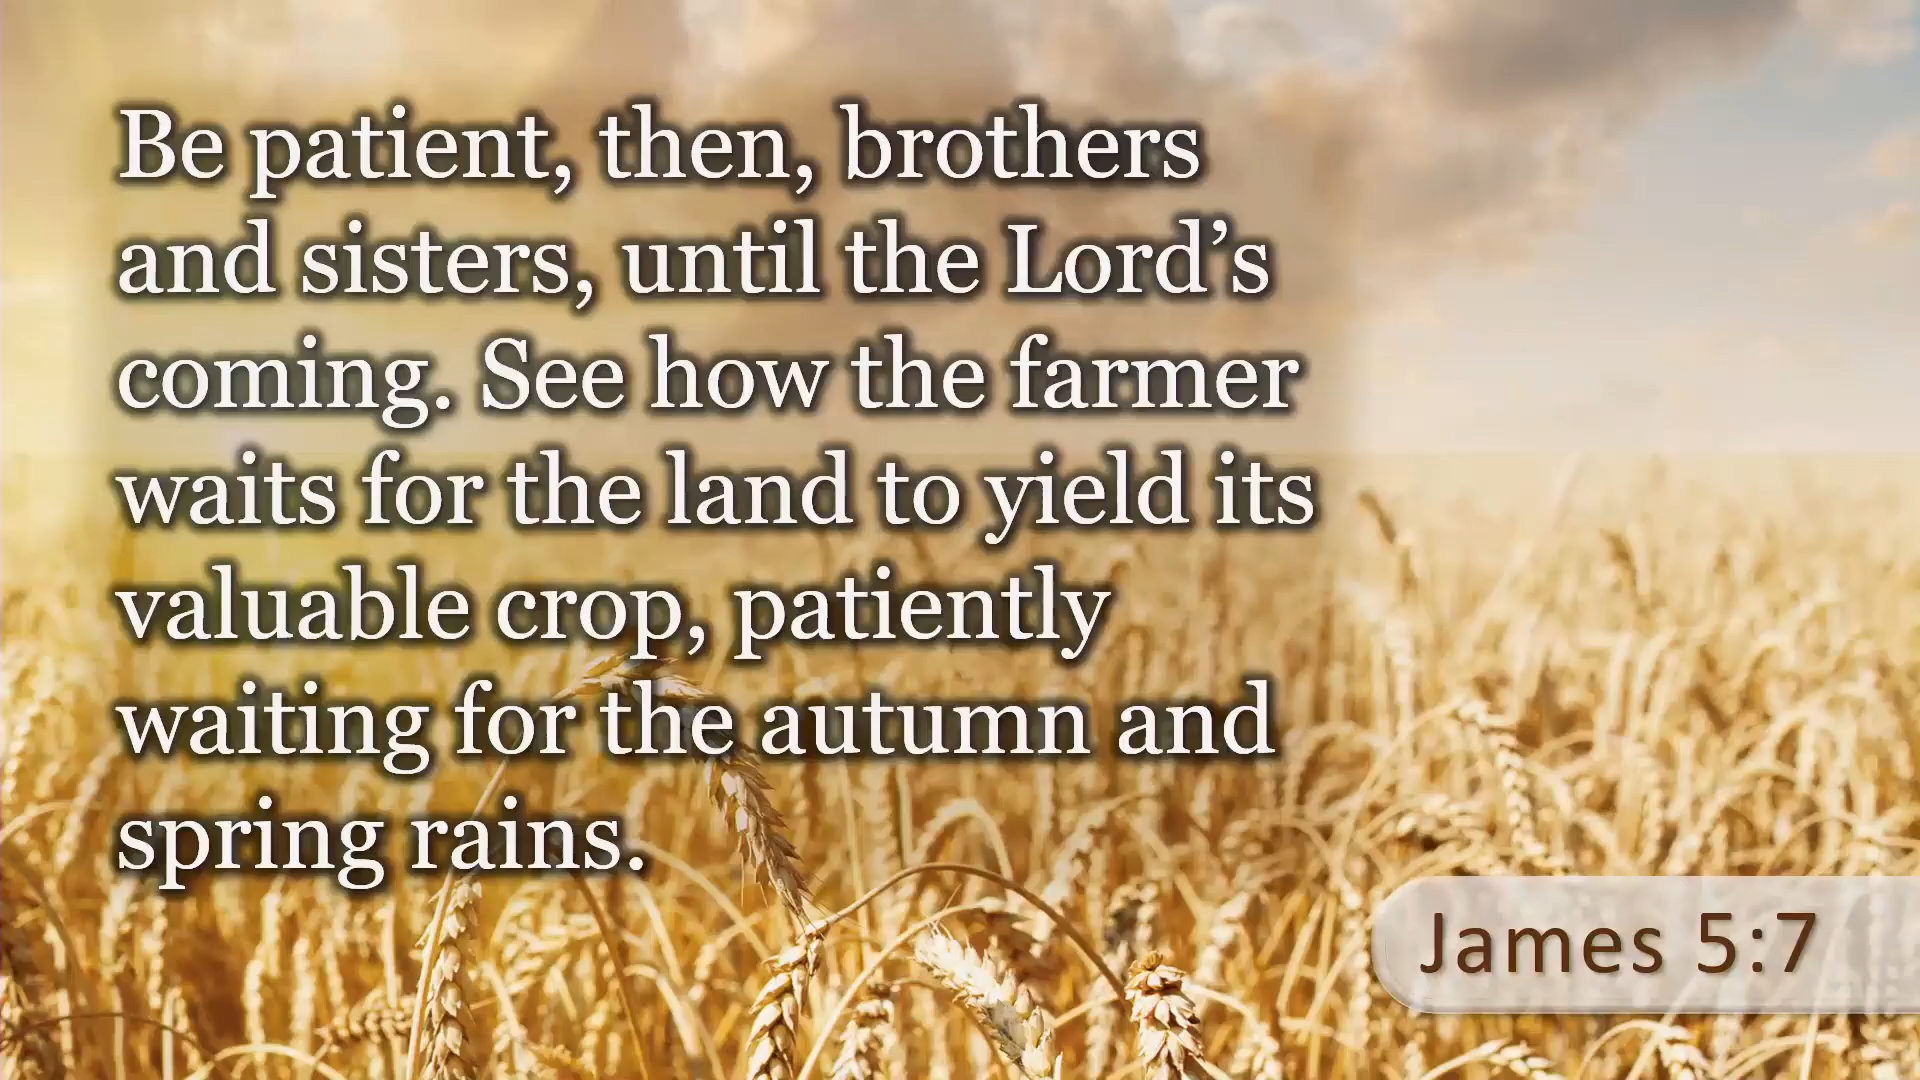 Be patient, then, brothers
and sisters, until the Lord’s
coming. See how the farmer
waits for the land to yield its
valuable crop, patiently
waiting for the autumn and
spring rains.
James 5:7